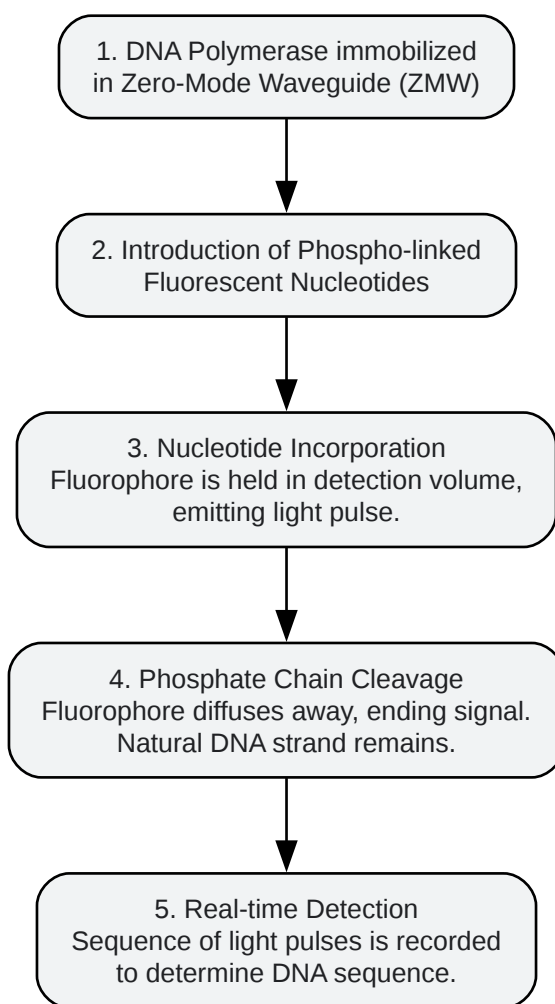 1. DNA Polymerase immobilized
in Zero-Mode Waveguide (ZMW)
2. Introduction of Phospho-linked
Fluorescent Nucleotides
3. Nucleotide Incorporation
Fluorophore is held in detection volume,
emitting light pulse.
4. Phosphate Chain Cleavage
Fluorophore diffuses away, ending signal.
Natural DNA strand remains.
5. Real-time Detection
Sequence of light pulses is recorded
to determine DNA sequence.